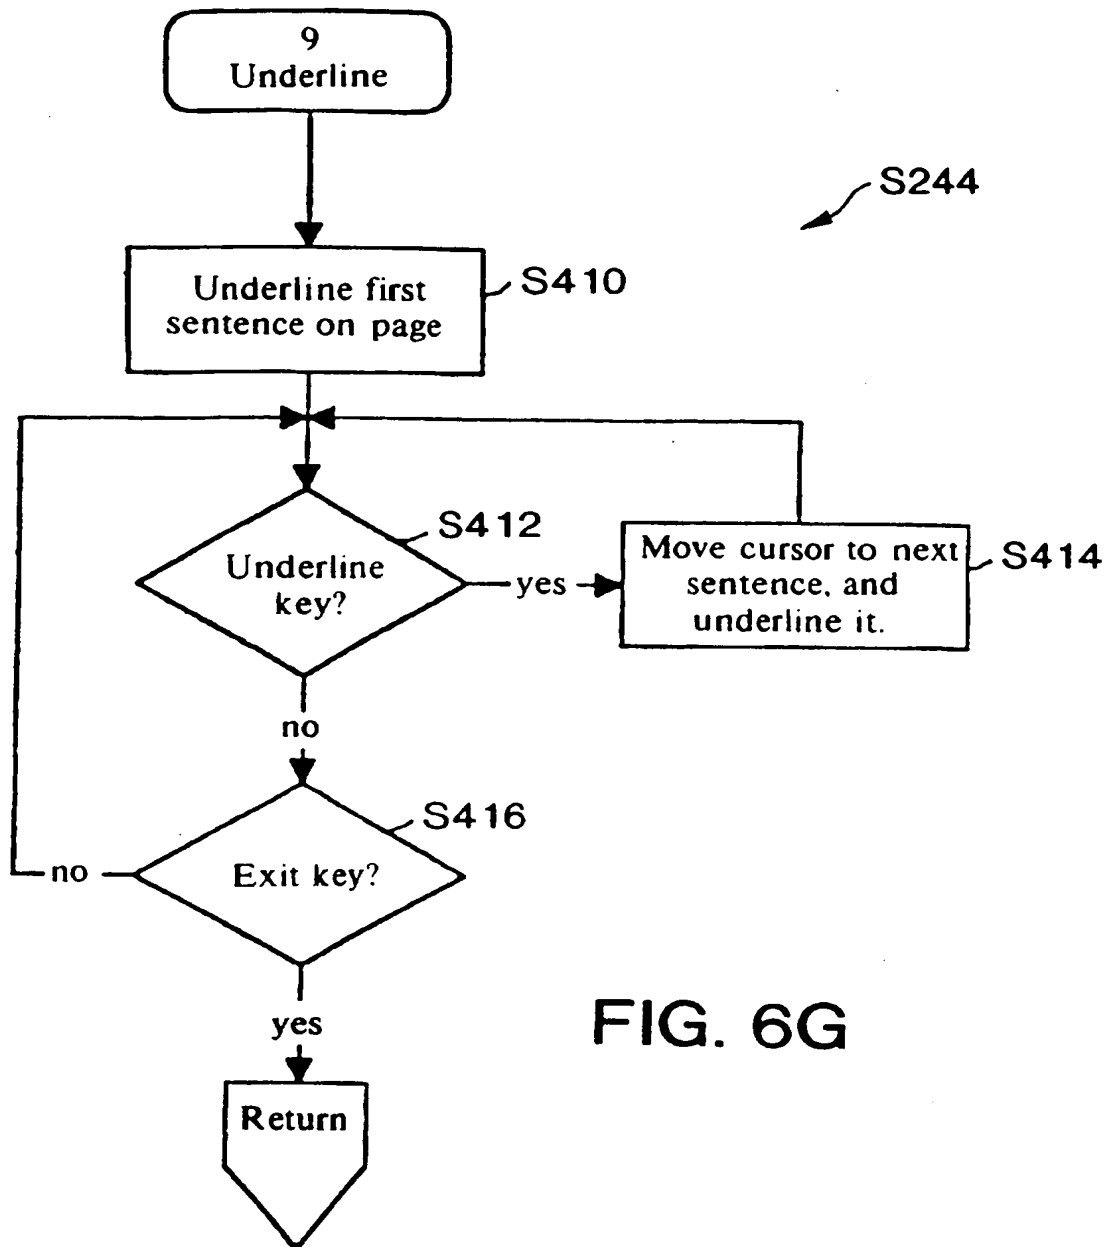 9
Underline
S244
Underline first
sentence on page
S410
Underline
key?
S412
yes
Move cursor to next
sentence, and
underline it.
S414
no
Exit key?
S416
no
yes
Return
FIG. 6G